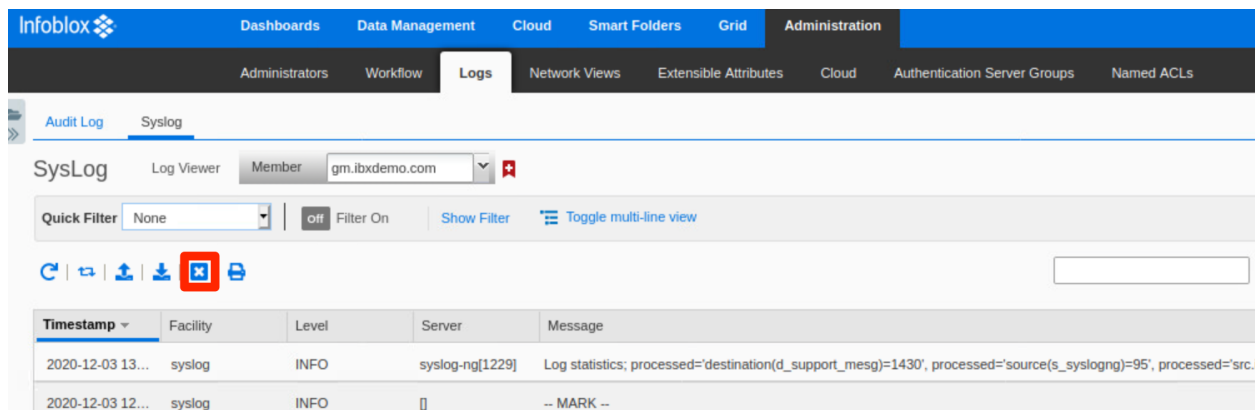 Infoblox Dashboards Data Management Cloud Smart Folders Grid Administration
Administrators Workflow Logs Network Views Extensible Attributes Cloud Authentication Server Groups Named ACLs
Audit Log Syslog
SysLog Log Viewer Member gm.ibxdemo.com
Quick Filter None Off Filter On Show Filter Toggle multi-line view
Timestamp Facility Level Server Message
2020-12-03 13... syslog INFO syslog-ng[1229] Log statistics; processed='destination(d_support_mesg)=1430', processed='source(s_syslogng)=95', processed='src.
2020-12-03 12... syslog INFO [] -- MARK --